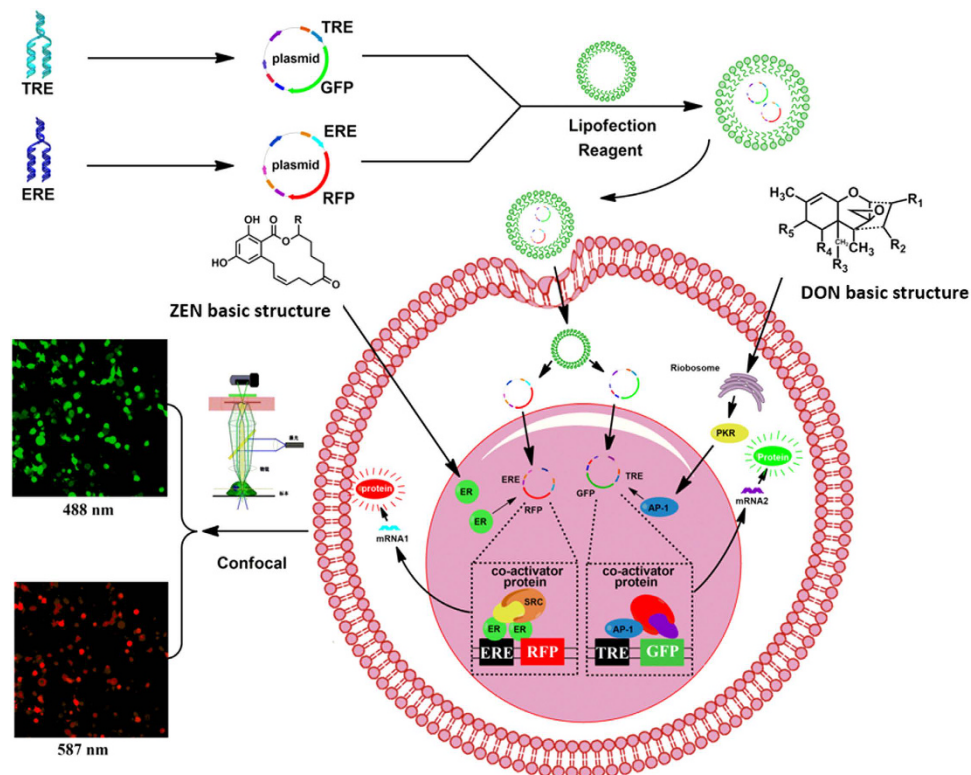 TRE
plasmid
TRE
GFP
ERE
plasmid
ERE
RFP
Lipofection
Reagent
OH
O
R
O
HO
O
ZEN basic structure
H₃C
O
R₁
O
R₅
R₄
CH₂
CH₃
R₂
R₃
DON basic structure
Riobosome
PKR
Protein
mRNA2
AP-1
TRE
GFP
ERE
RFP
ER
ER
protein
mRNA1
488 nm
Confocal
587 nm
co-activator
protein
SRC
ER
ER
ERE
RFP
co-activator
protein
AP-1
TRE
GFP